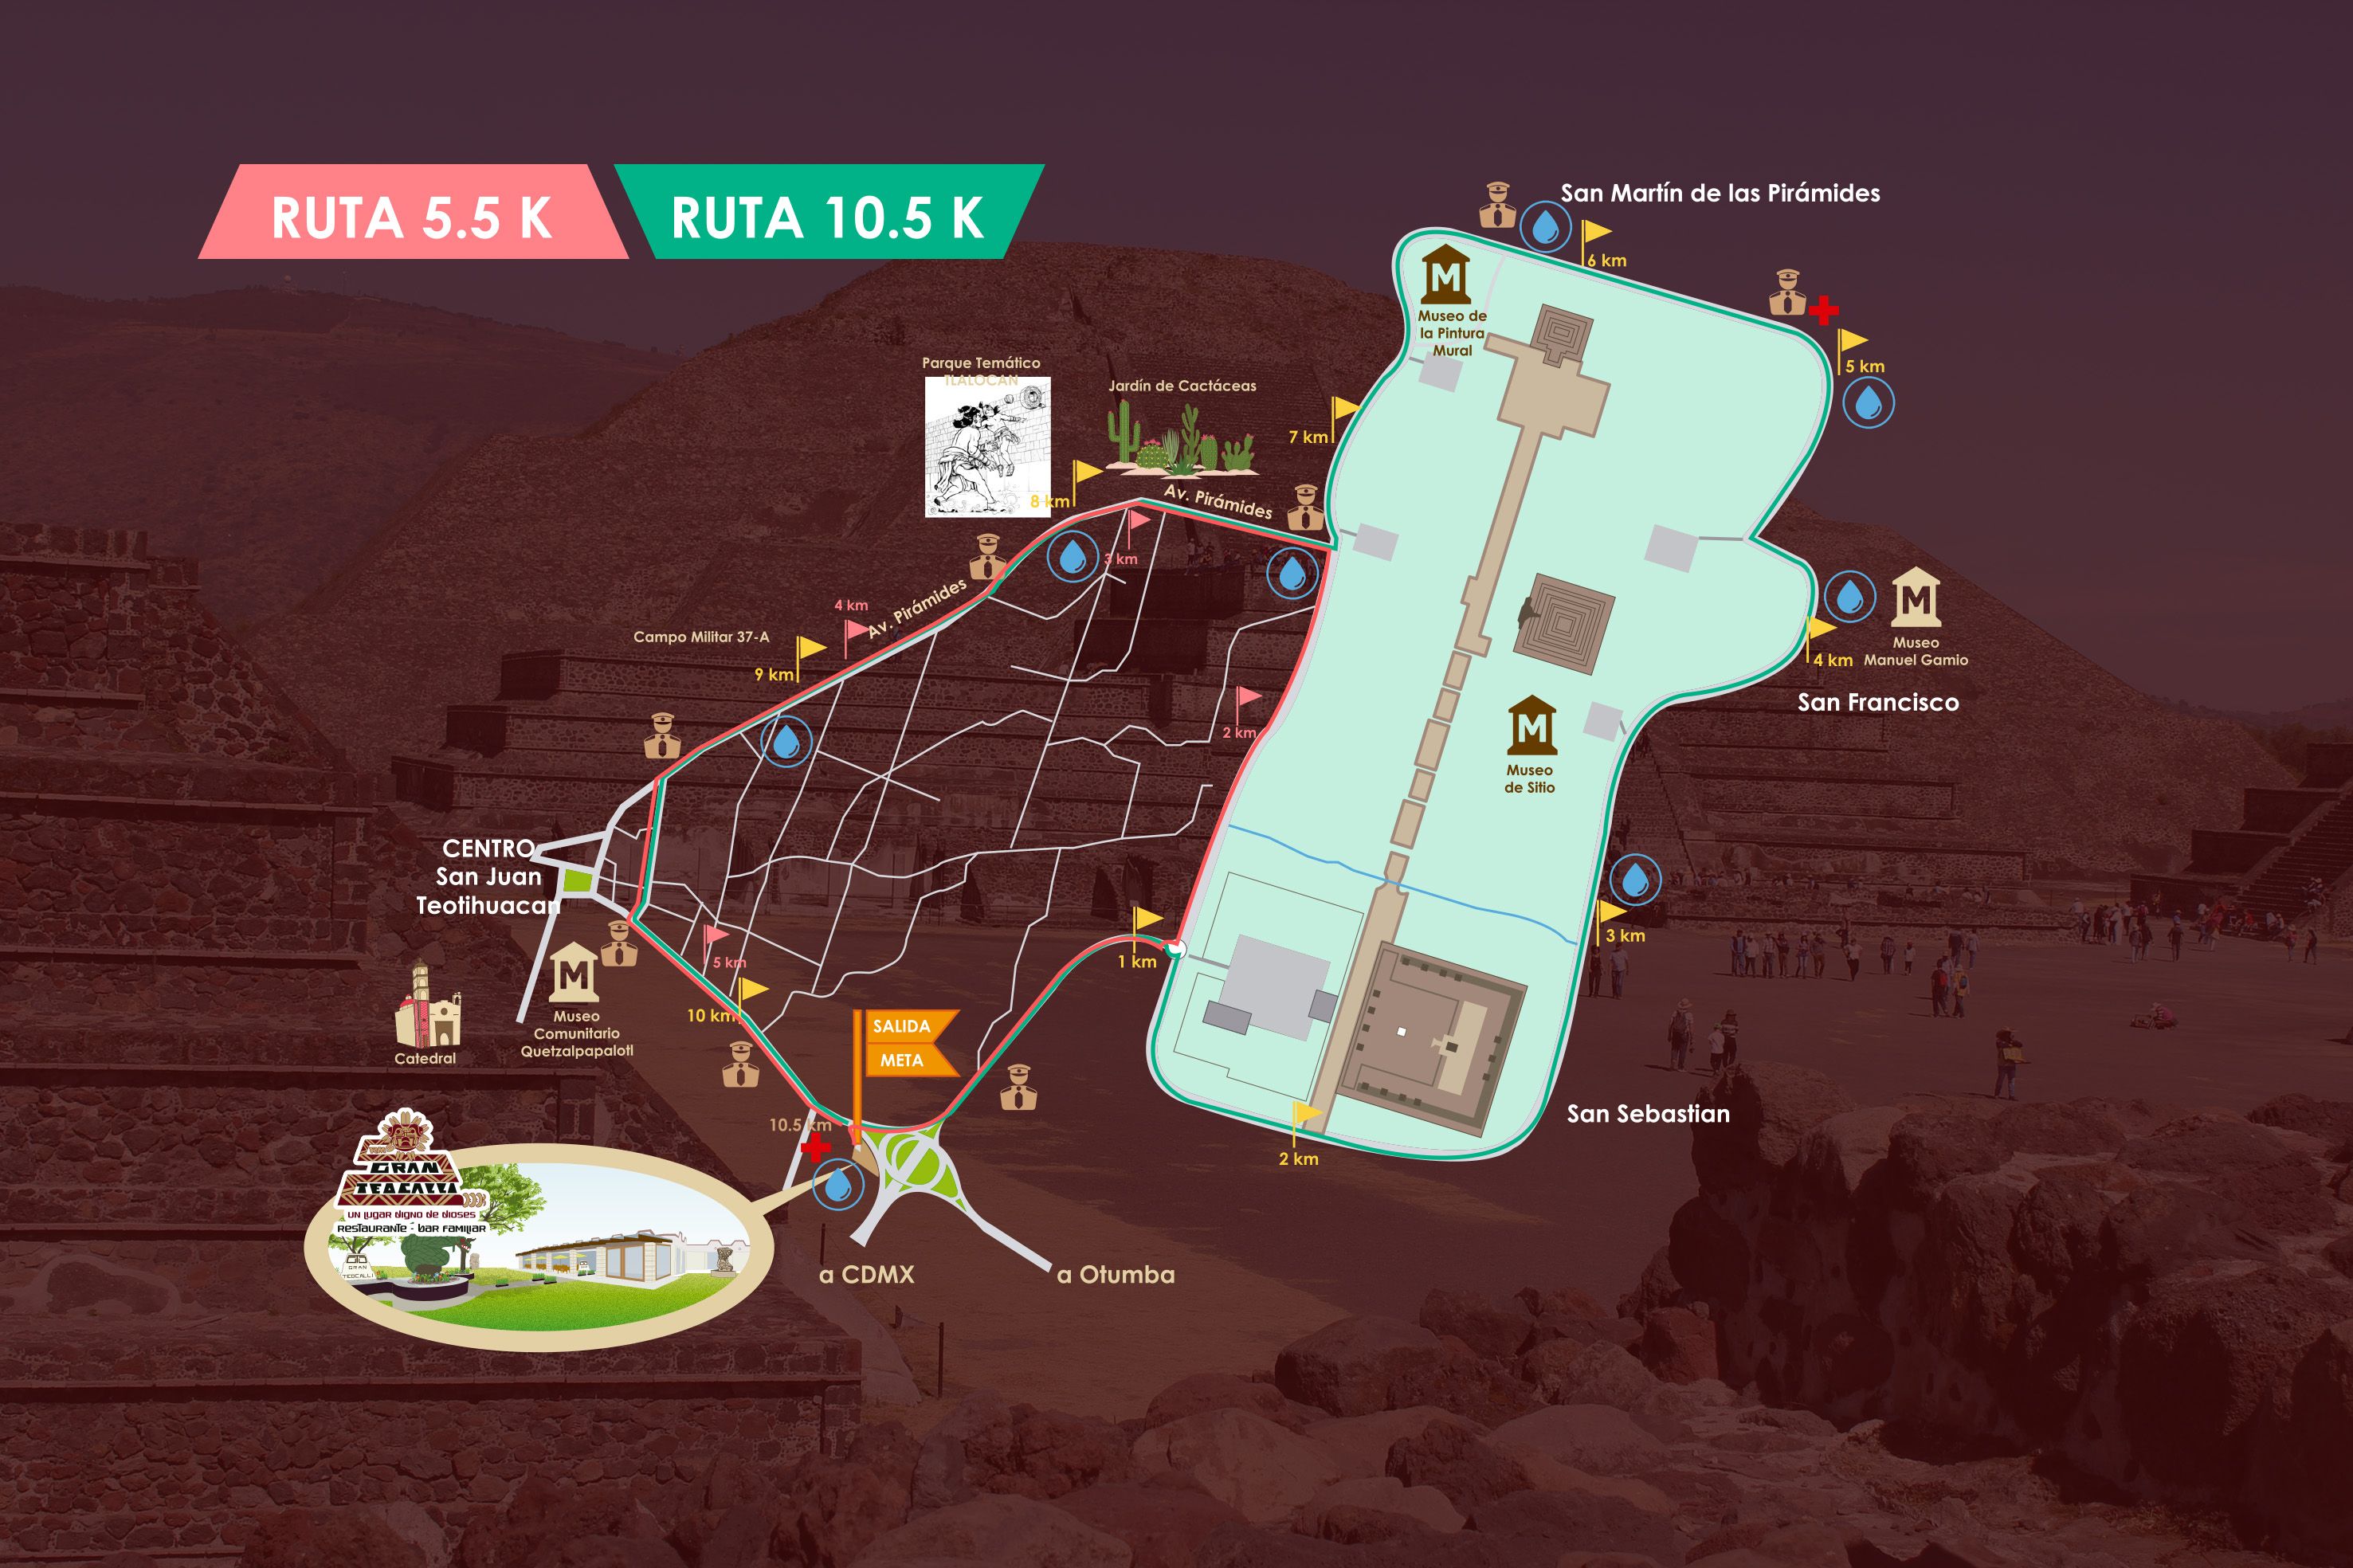 RUTA 5.5 K
RUTA 10.5 K
San Martín de las Pirámides
6 km
M
Museo de
la Pintura
Mural
5 km
Parque Temático
TLALOCAN
Jardín de Cactáceas
7 km
8 km
Av. Pirámides
3 km
4 km
Av. Pirámides
Campo Militar 37-A
9 km
M
Museo
Manuel Gamio
4 km
San Francisco
2 km
M
Museo
de Sitio
CENTRO
San Juan
Teotihuacan
3 km
1 km
5 km
10 km
M
Museo
Comunitario
Quetzalpapalotl
Catedral
SALIDA
META
10.5 km
San Sebastian
2 km
GRAN
TEOCALLI
UN LUGAR DIGNO DE DIOSES
RESTAURANTE - BAR FAMILIAR
GRAN
TEOCALLI
a CDMX
a Otumba